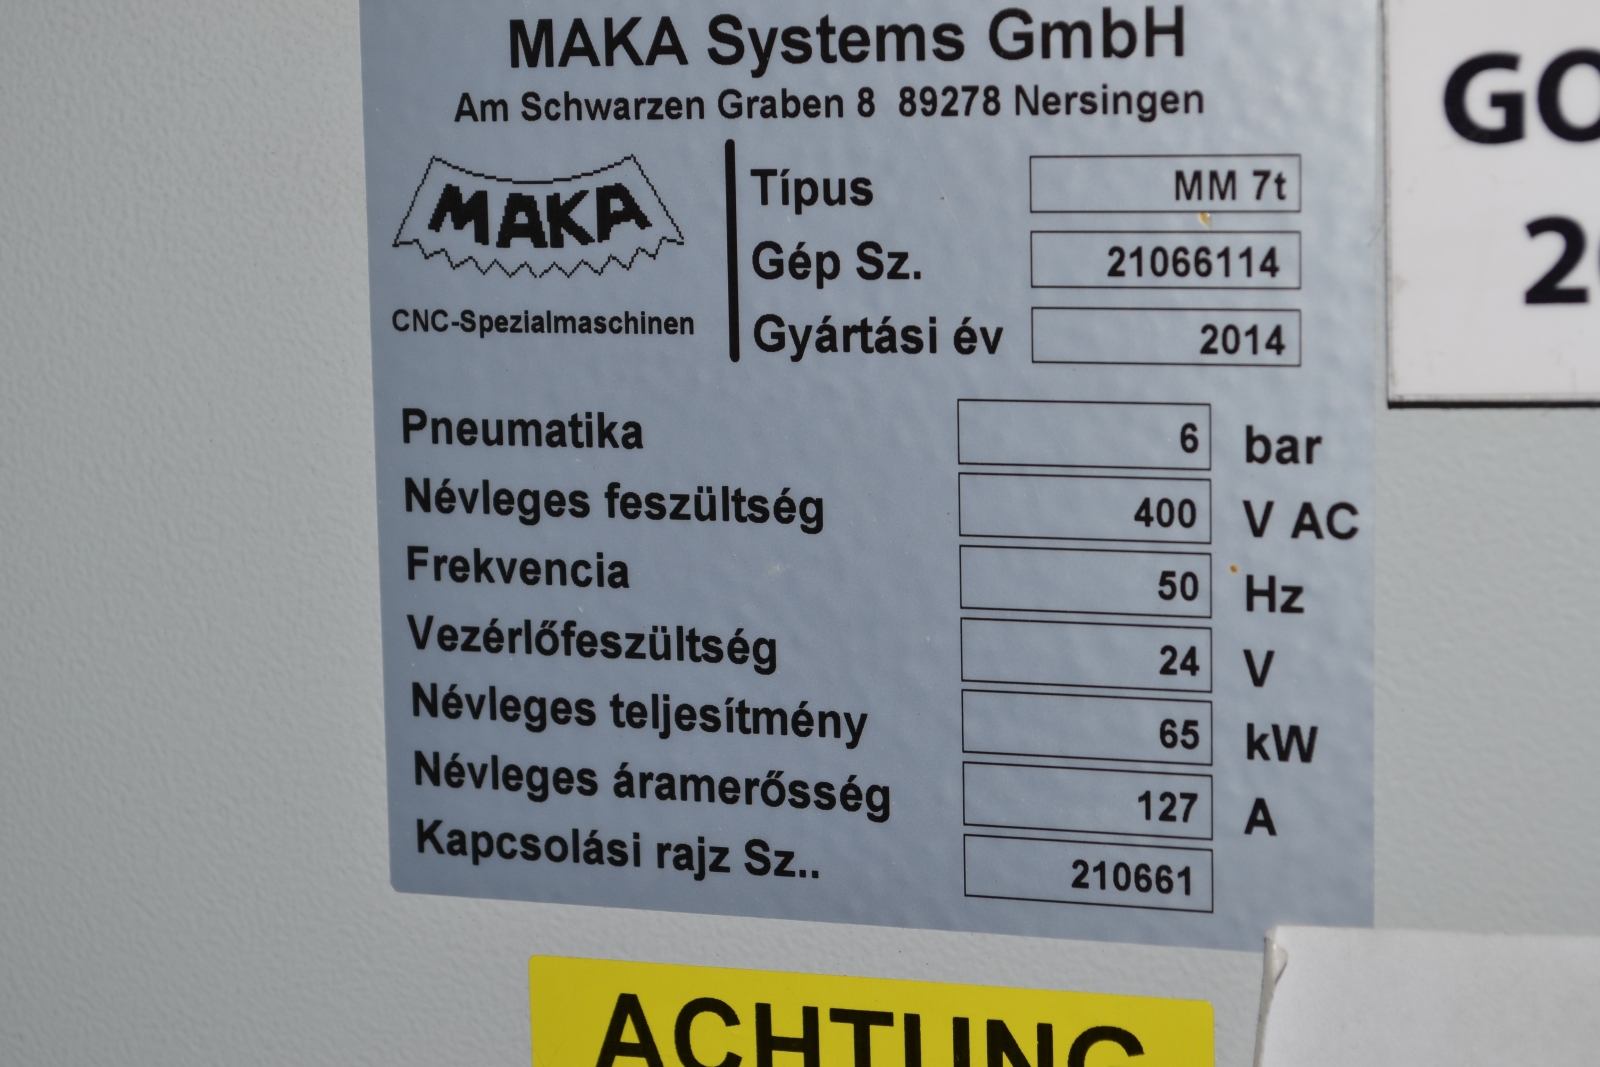 MAKA Systems GmbH
Am Schwarzen Graben 8 89278 Nersingen
MAKA
CNC-Spezialmaschinen
Típus MM 7t
Gép Sz. 21066114
Gyártási év 2014
Pneumatika 6 bar
Névleges feszültség 400 V AC
Frekvencia 50 Hz
Vezérlőfeszültség 24 V
Névleges teljesítmény 65 kW
Névleges áramerősség 127 A
Kapcsolási rajz Sz.. 210661
ACHTUNG